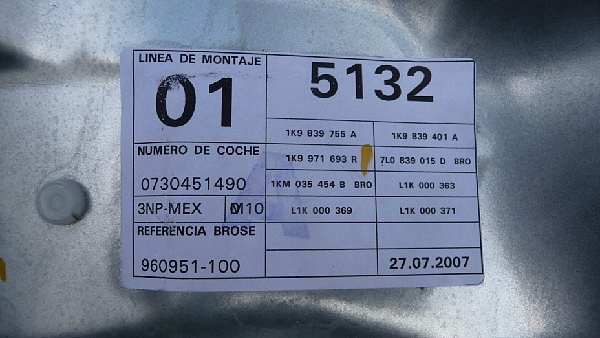 LINEA DE MONTAJE
01
5132
1K9 839 755 A
1K9 839 401 A
NUMERO DE COCHE
1K9 971 693 R
7L0 839 015 D BRO
0730451490
1KM 035 454 B BRO
L1K 000 363
3NP-MEX
M10
L1K 000 369
L1K 000 371
REFERENCIA BROSE
960951-100
27.07.2007